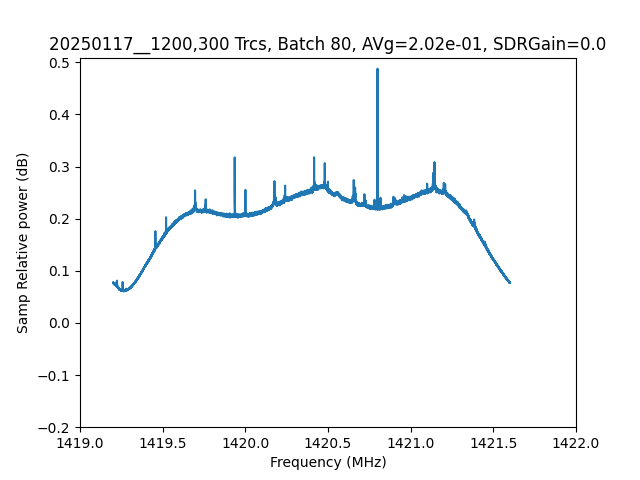 20250117__1200,300 Trcs, Batch 80, AVg=2.02e-01, SDRGain=0.0
Samp Relative power (dB)
0.5
0.4
0.3
0.2
0.1
0.0
−0.1
−0.2
1419.0 1419.5 1420.0 1420.5 1421.0 1421.5 1422.0
Frequency (MHz)